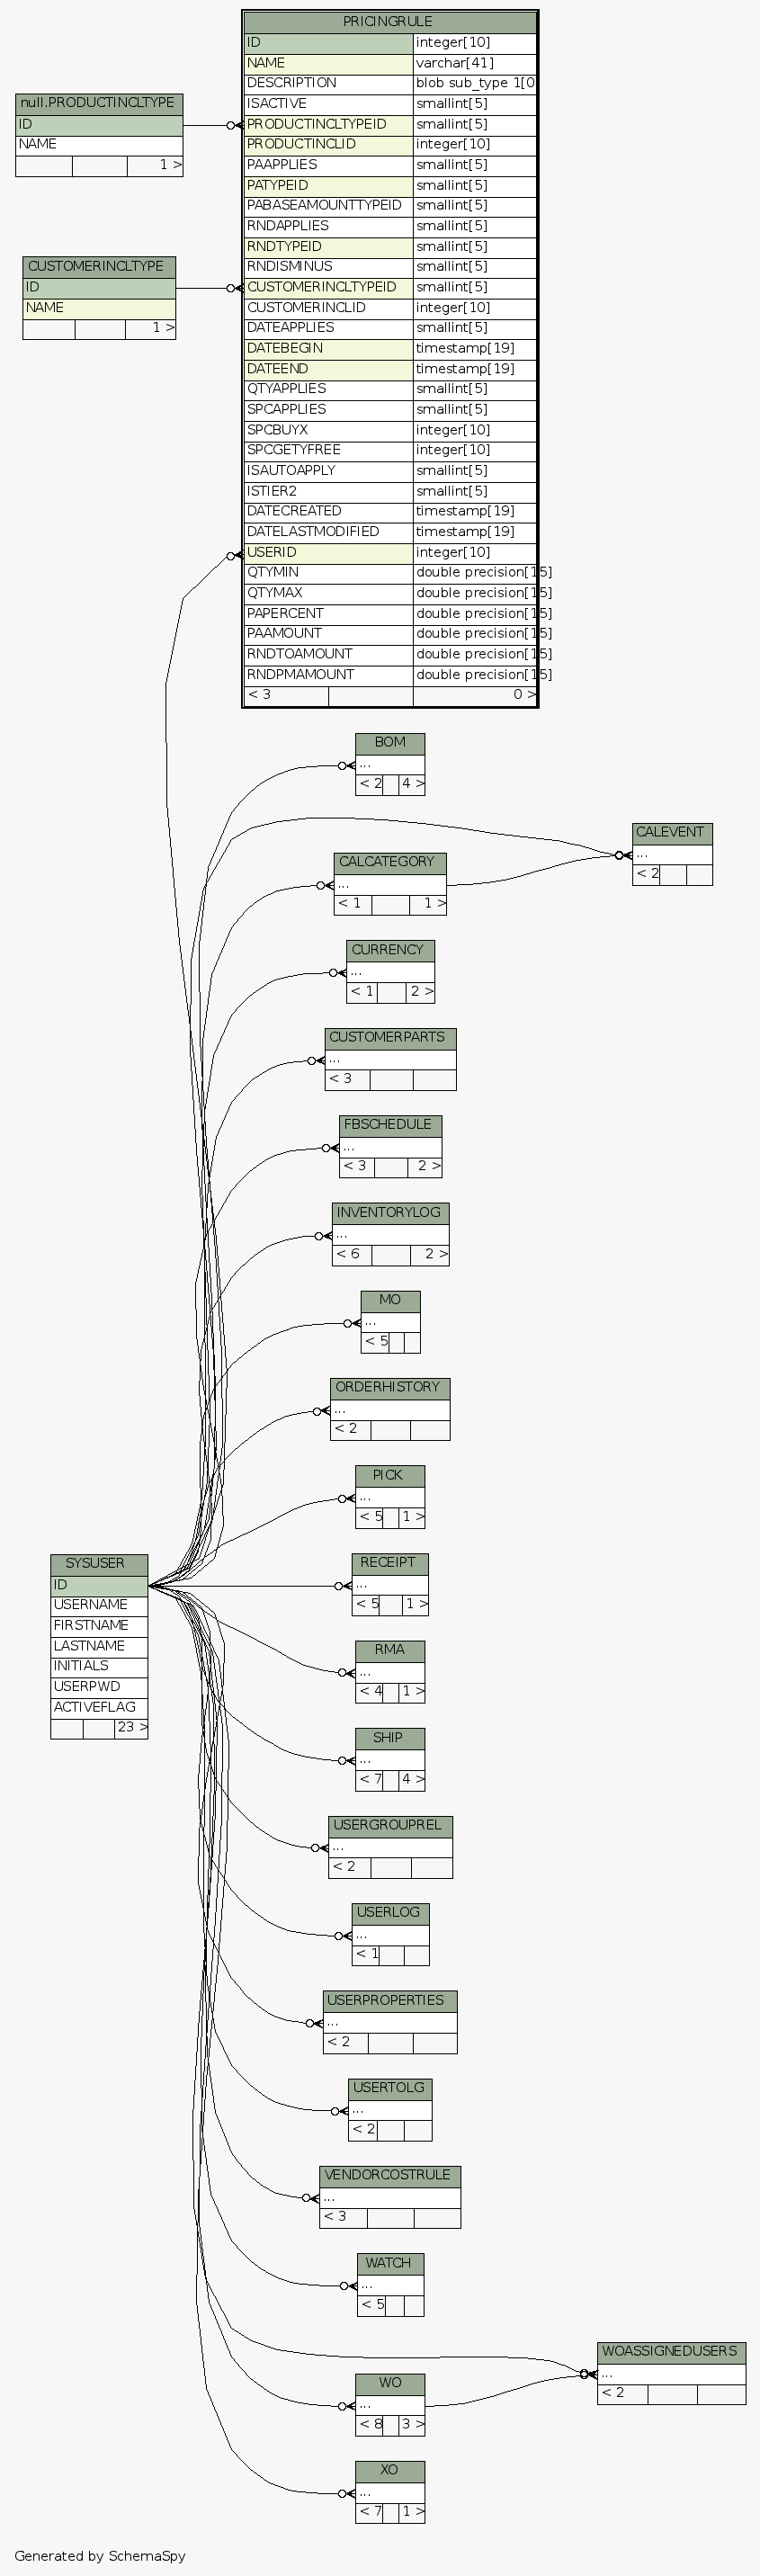 PRICINGRULE
ID integer[10]
NAME varchar[41]
DESCRIPTION blob sub_type 1[0
ISACTIVE smallint[5]
PRODUCTINCLTYPEID smallint[5]
PRODUCTINCLID integer[10]
PAAPPLIES smallint[5]
PATYPEID smallint[5]
PABASEAMOUNTTYPEID smallint[5]
RNDAPPLIES smallint[5]
RNDTYPEID smallint[5]
RNDISMINUS smallint[5]
CUSTOMERINCLTYPEID smallint[5]
CUSTOMERINCLID integer[10]
DATEAPPLIES smallint[5]
DATEBEGIN timestamp[19]
DATEEND timestamp[19]
QTYAPPLIES smallint[5]
SPCAPPLIES smallint[5]
SPCBUYX integer[10]
SPCGETYFREE integer[10]
ISAUTOAPPLY smallint[5]
ISTIER2 smallint[5]
DATECREATED timestamp[19]
DATELASTMODIFIED timestamp[19]
USERID integer[10]
QTYMIN double precision[15]
QTYMAX double precision[15]
PAPERCENT double precision[15]
PAAMOUNT double precision[15]
RNDTOAMOUNT double precision[15]
RNDPMAMOUNT double precision[15]
< 3 0 >
null.PRODUCTINCLTYPE
ID
NAME
1 >
CUSTOMERINCLTYPE
ID
NAME
1 >
BOM
...
< 2 4 >
CALEVENT
...
< 2
CALCATEGORY
...
< 1 1 >
CURRENCY
...
< 1 2 >
CUSTOMERPARTS
...
< 3
FBSCHEDULE
...
< 3 2 >
INVENTORYLOG
...
< 6 2 >
MO
...
< 5
ORDERHISTORY
...
< 2
PICK
...
< 5 1 >
SYSUSER
ID
USERNAME
FIRSTNAME
LASTNAME
INITIALS
USERPWD
ACTIVEFLAG
23 >
RECEIPT
...
< 5 1 >
RMA
...
< 4 1 >
SHIP
...
< 7 4 >
USERGROUPREL
...
< 2
USERLOG
...
< 1
USERPROPERTIES
...
< 2
USERTOLG
...
< 2
VENDORCOSTRULE
...
< 3
WATCH
...
< 5
WOASSIGNEDUSERS
...
< 2
WO
...
< 8 3 >
XO
...
< 7 1 >
Generated by SchemaSpy